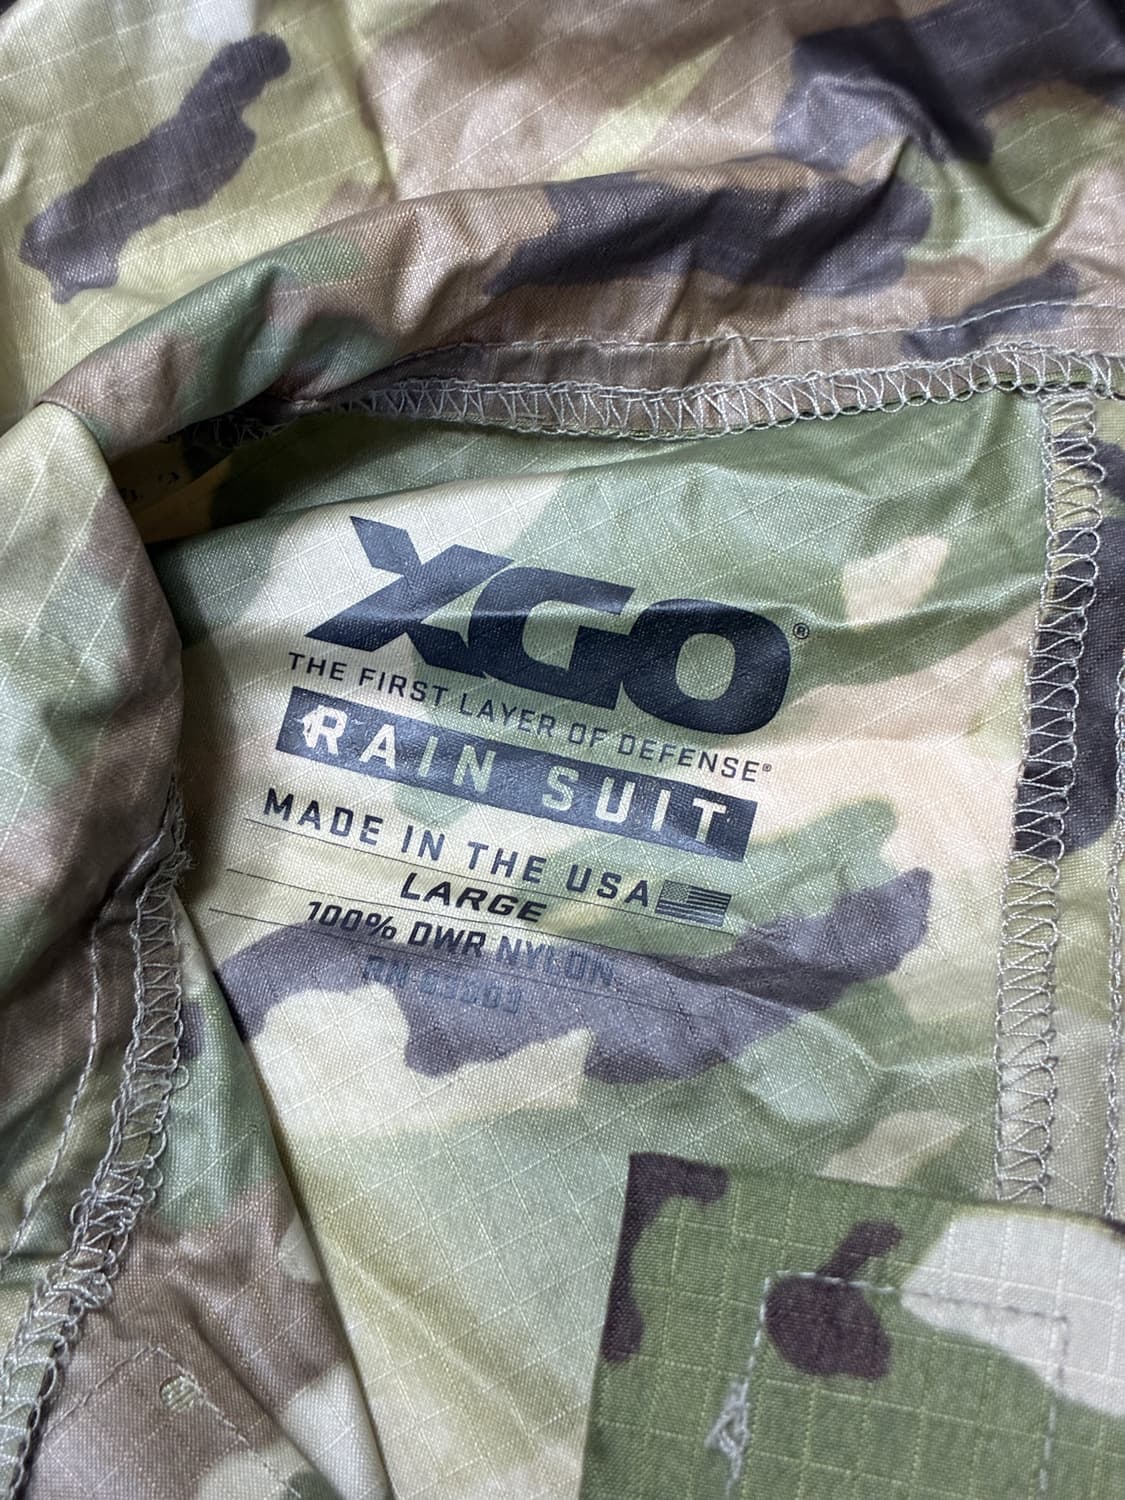 XGO®
THE FIRST LAYER OF DEFENSE®
RAIN SUIT
MADE IN THE USA
LARGE
100% DWR NYLON